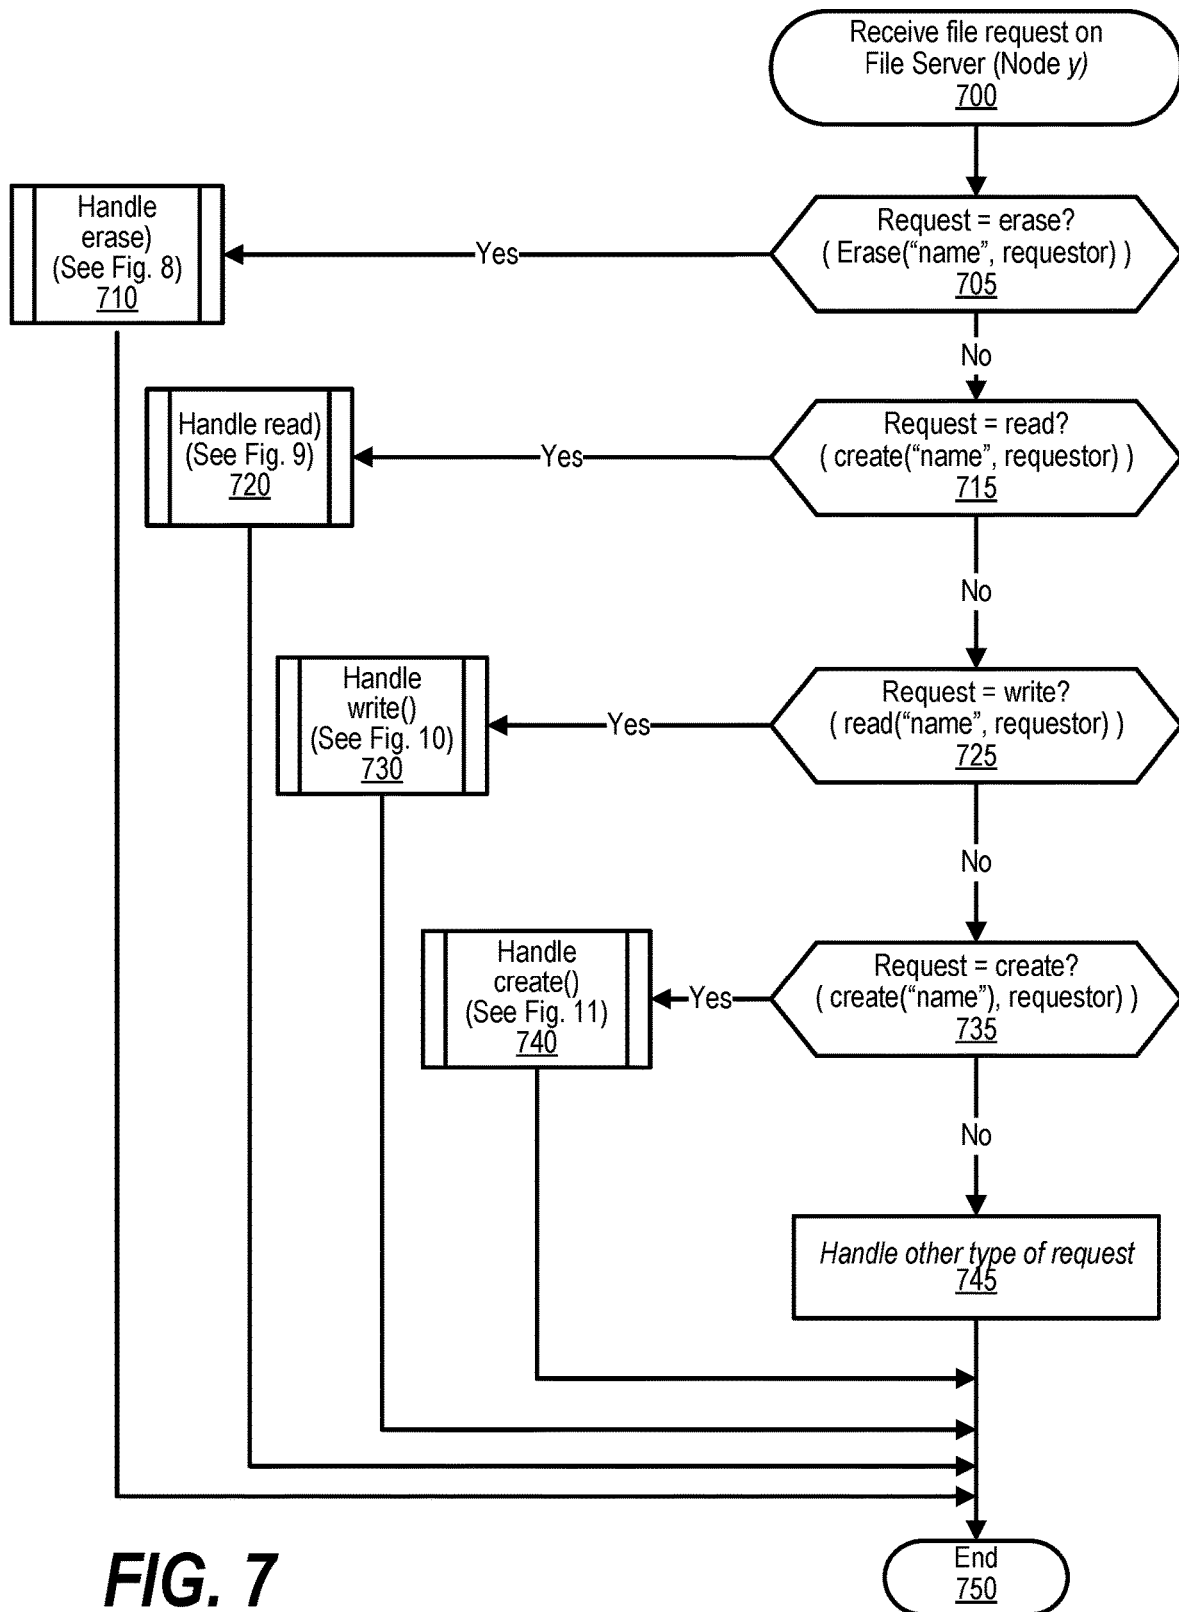 Receive file request on
File Server (Node y)
700
Handle
erase)
(See Fig. 8)
710
Yes
Request = erase?
( Erase(“name”, requestor) )
705
No
Handle read)
(See Fig. 9)
720
Yes
Request = read?
( create(“name”, requestor) )
715
No
Handle
write()
(See Fig. 10)
730
Yes
Request = write?
( read(“name”, requestor) )
725
No
Handle
create()
(See Fig. 11)
740
Yes
Request = create?
( create(“name”), requestor) )
735
No
Handle other type of request
745
End
750
FIG. 7